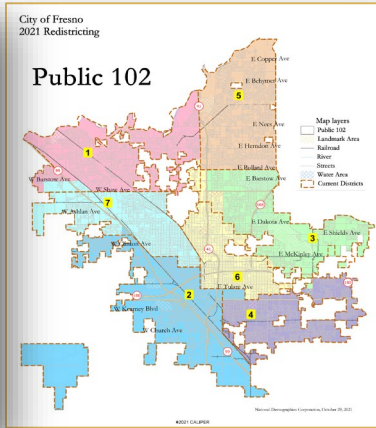 City of Fresno
2021 Redistricting
Public 102
E Copper Ave
E Behymer Ave
5
E Nees Ave
Map layers
Public 102
Landmark Area
Railroad
River
Streets
Water Area
Current Districts
1
E Herndon Ave
E Bullard Ave
W Barstow Ave
E Barstow Ave
W Shaw Ave
7
W Ashlan Ave
E Dakota Ave
3
E Shields Ave
E McKinley Ave
6
E Tulare Ave
2
W Kearney Blvd
4
W Church Ave
National Demographics Corporation, October 29, 2021
©2021 CALIPER